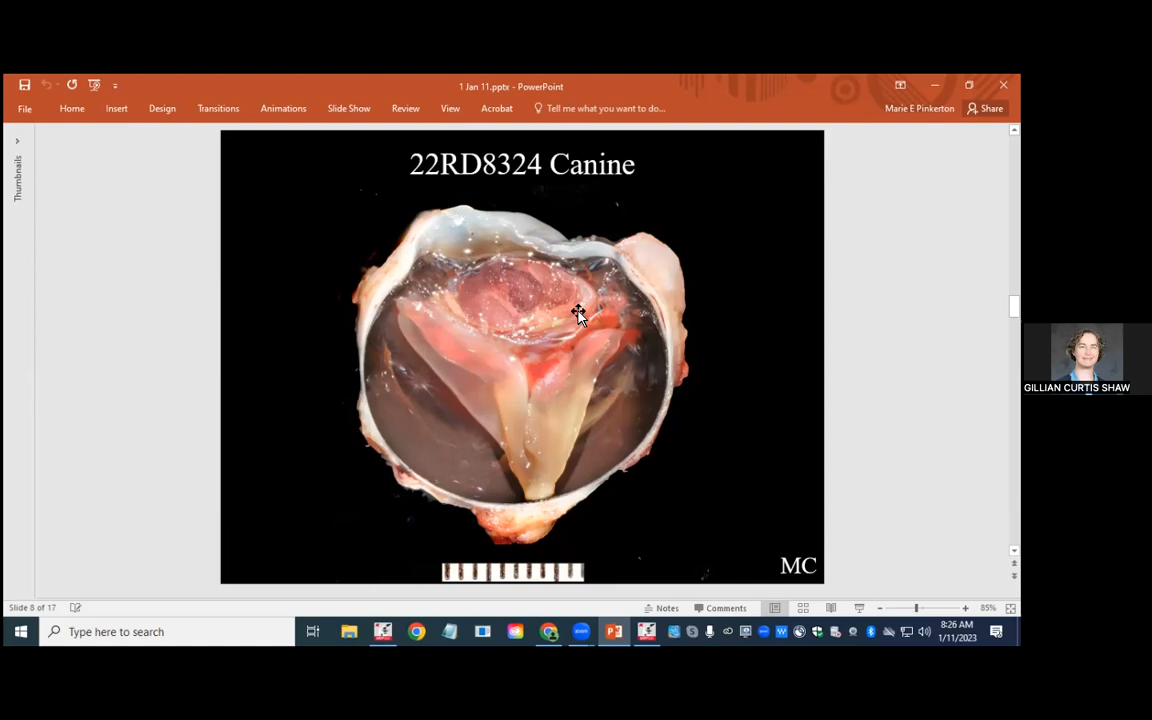 1 Jan 11.pptx - PowerPoint
File Home Insert Design Transitions Animations Slide Show Review View Acrobat Tell me what you want to do... Marie E Pinkerton Share
Thumbnails
22RD8324 Canine
GILLIAN CURTIS SHAW
MC
Slide 8 of 17 Notes Comments 85%
Type here to search
8:26 AM
1/11/2023